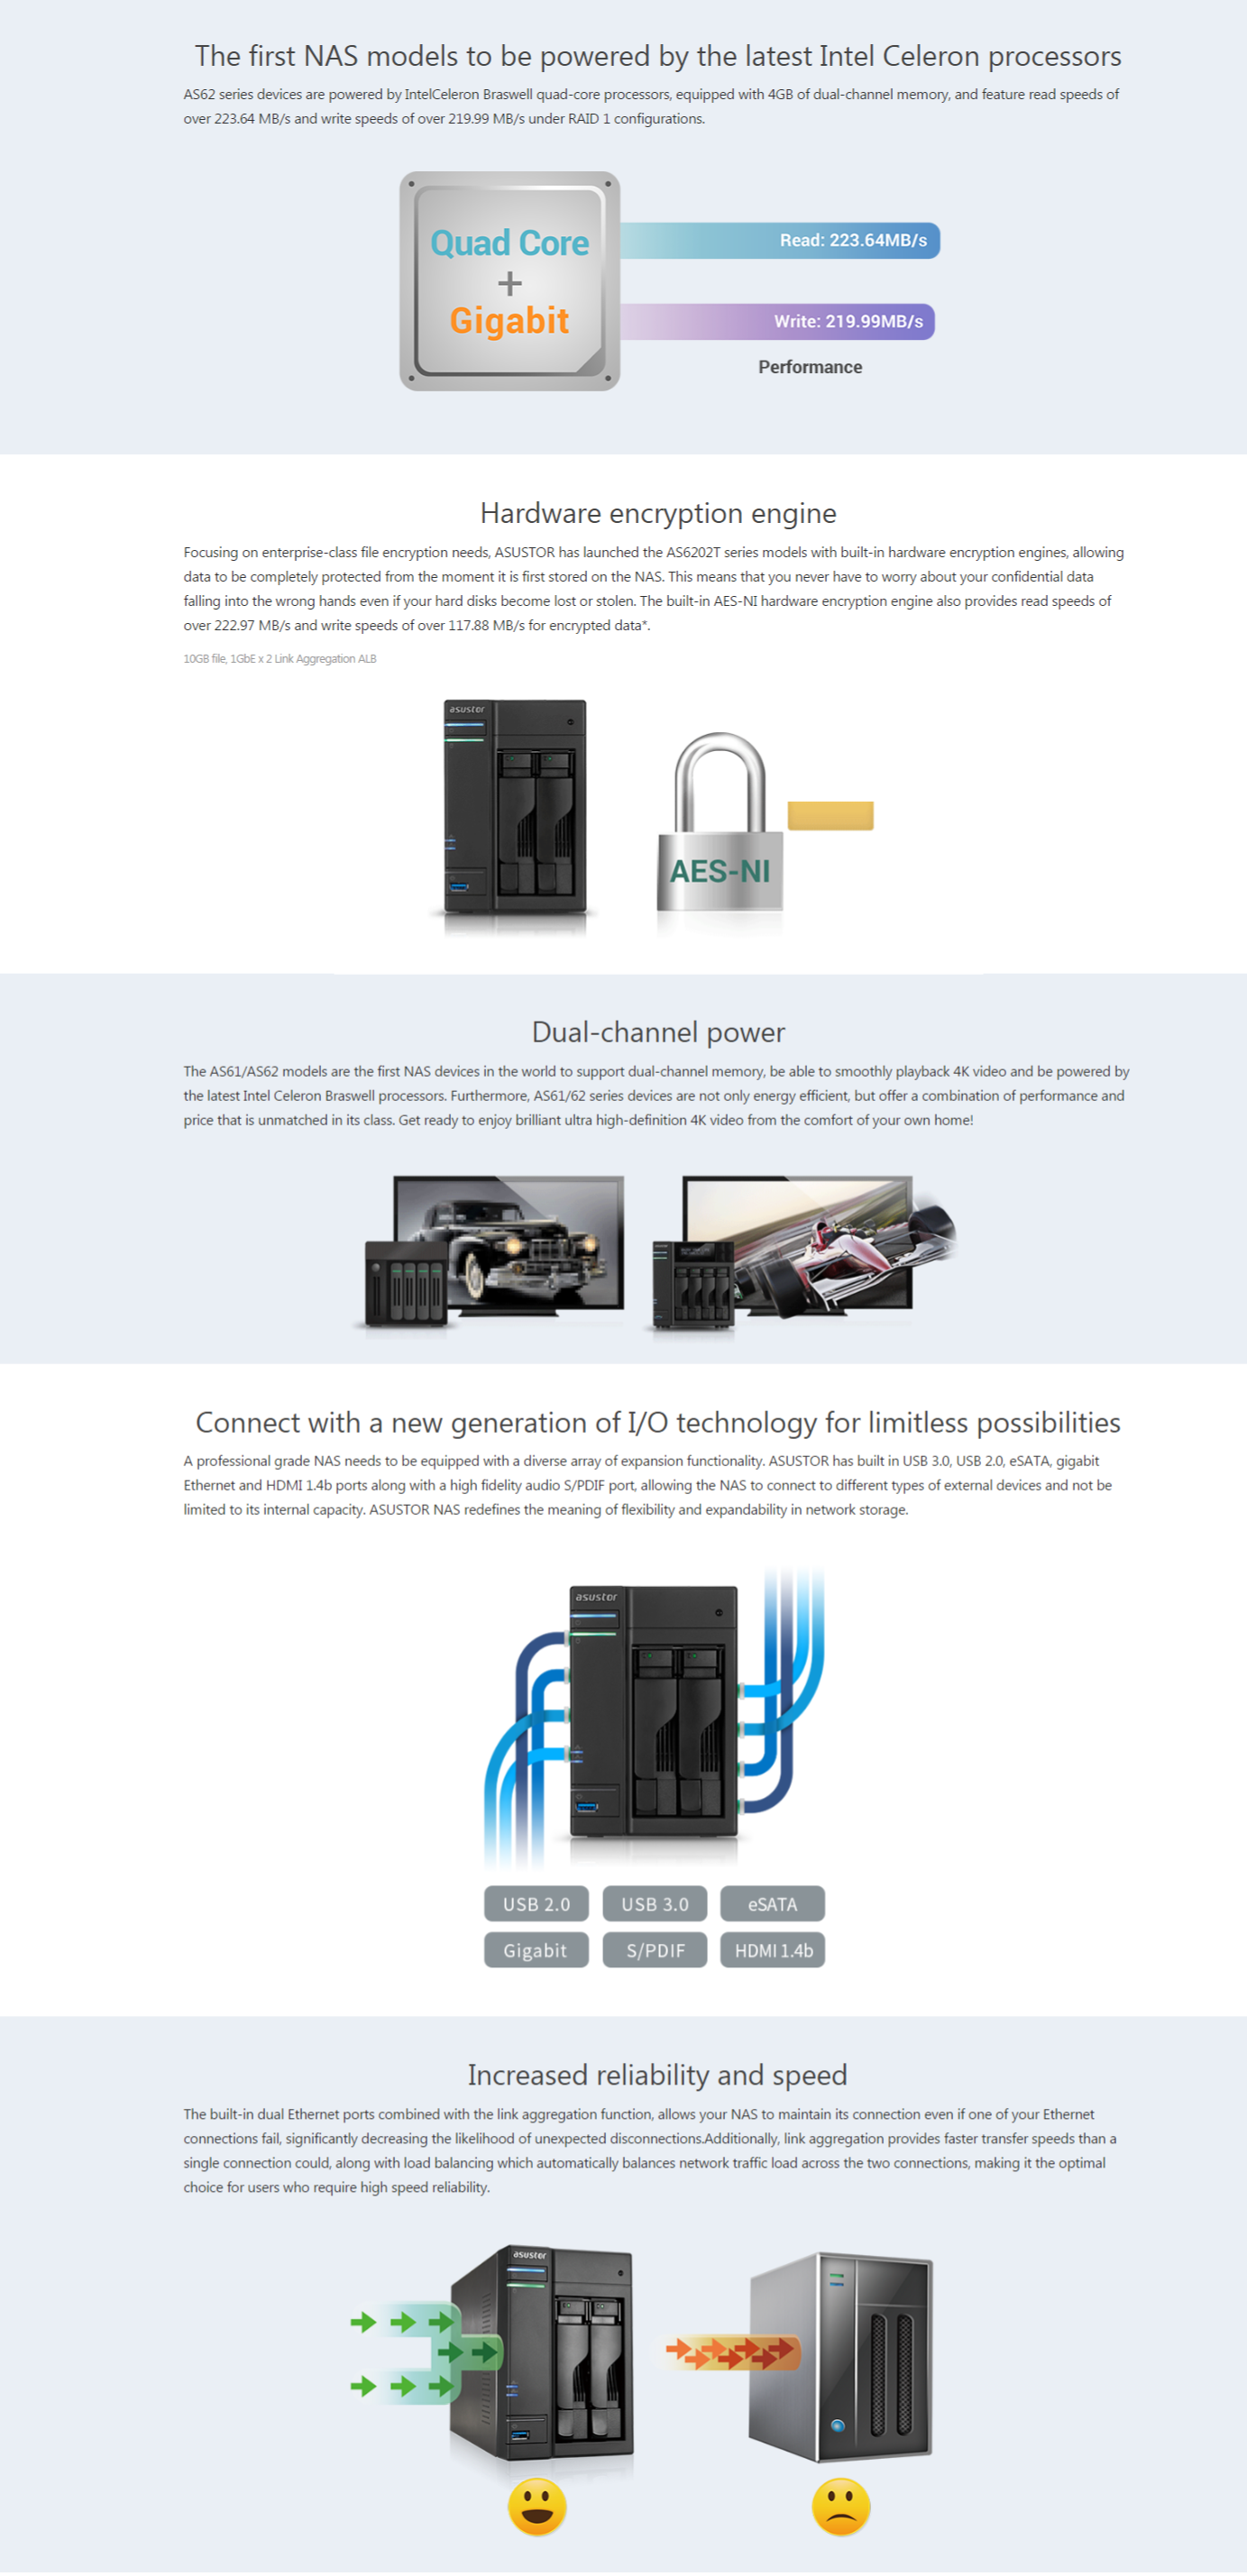 The first NAS models to be powered by the latest Intel Celeron processors
AS62 series devices are powered by IntelCeleron Braswell quad-core processors, equipped with 4GB of dual-channel memory, and feature read speeds of
over 223.64 MB/s and write speeds of over 219.99 MB/s under RAID 1 configurations.
Quad Core
+
Gigabit
Read: 223.64MB/s
Write: 219.99MB/s
Performance
Hardware encryption engine
Focusing on enterprise-class file encryption needs, ASUSTOR has launched the AS6202T series models with built-in hardware encryption engines, allowing
data to be completely protected from the moment it is first stored on the NAS. This means that you never have to worry about your confidential data
falling into the wrong hands even if your hard disks become lost or stolen. The built-in AES-NI hardware encryption engine also provides read speeds of
over 222.97 MB/s and write speeds of over 117.88 MB/s for encrypted data*.
10GB file, 1GbE x 2 Link Aggregation ALB
asustor
AES-NI
Dual-channel power
The AS61/AS62 models are the first NAS devices in the world to support dual-channel memory, be able to smoothly playback 4K video and be powered by
the latest Intel Celeron Braswell processors. Furthermore, AS61/62 series devices are not only energy efficient, but offer a combination of performance and
price that is unmatched in its class. Get ready to enjoy brilliant ultra high-definition 4K video from the comfort of your own home!
asustor
Connect with a new generation of I/O technology for limitless possibilities
A professional grade NAS needs to be equipped with a diverse array of expansion functionality. ASUSTOR has built in USB 3.0, USB 2.0, eSATA, gigabit
Ethernet and HDMI 1.4b ports along with a high fidelity audio S/PDIF port, allowing the NAS to connect to different types of external devices and not be
limited to its internal capacity. ASUSTOR NAS redefines the meaning of flexibility and expandability in network storage.
asustor
USB 2.0
USB 3.0
eSATA
Gigabit
S/PDIF
HDMI 1.4b
Increased reliability and speed
The built-in dual Ethernet ports combined with the link aggregation function, allows your NAS to maintain its connection even if one of your Ethernet
connections fail, significantly decreasing the likelihood of unexpected disconnections.Additionally, link aggregation provides faster transfer speeds than a
single connection could, along with load balancing which automatically balances network traffic load across the two connections, making it the optimal
choice for users who require high speed reliability.
asustor